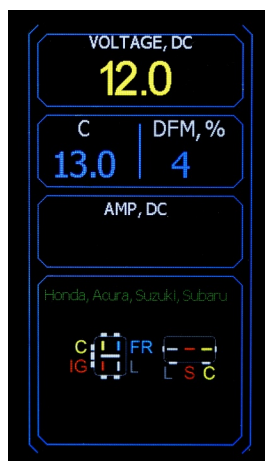 VOLTAGE, DC
12.0
C DFM, %
13.0 4
AMP, DC
Honda, Acura, Suzuki, Subaru
C FR
IG L
L S C